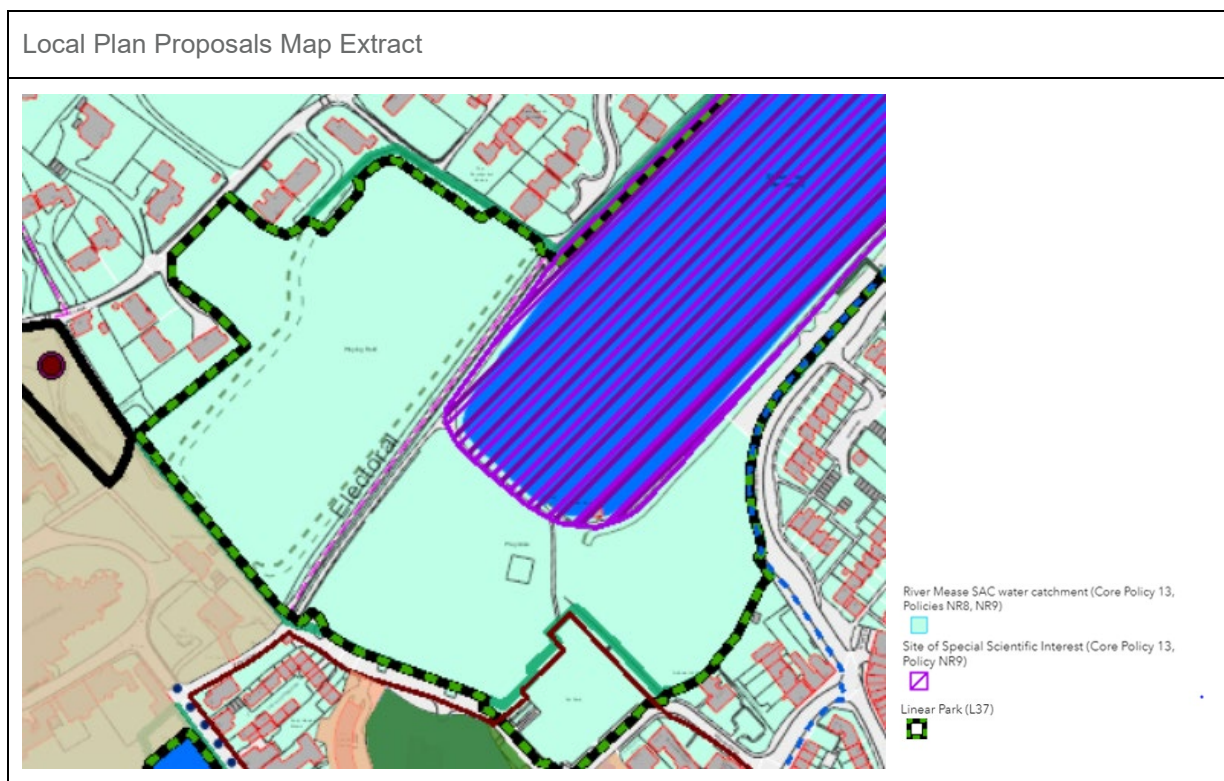 Local Plan Proposals Map Extract
Electoral
River Mease SAC water catchment (Core Policy 13,
Policies NR8, NR9)
Site of Special Scientific Interest (Core Policy 13,
Policy NR9)
Linear Park (L37)